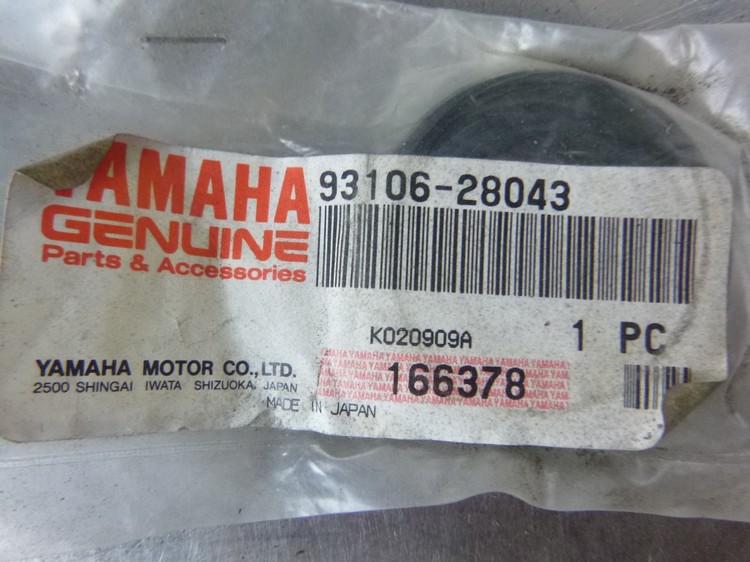 YAMAHA
GENUINE
Parts & Accessories
93106-28043
K020909A
1 PC
YAMAHA MOTOR CO.,LTD.
2500 SHINGAI IWATA SHIZUOKA, JAPAN
MADE IN JAPAN
166378